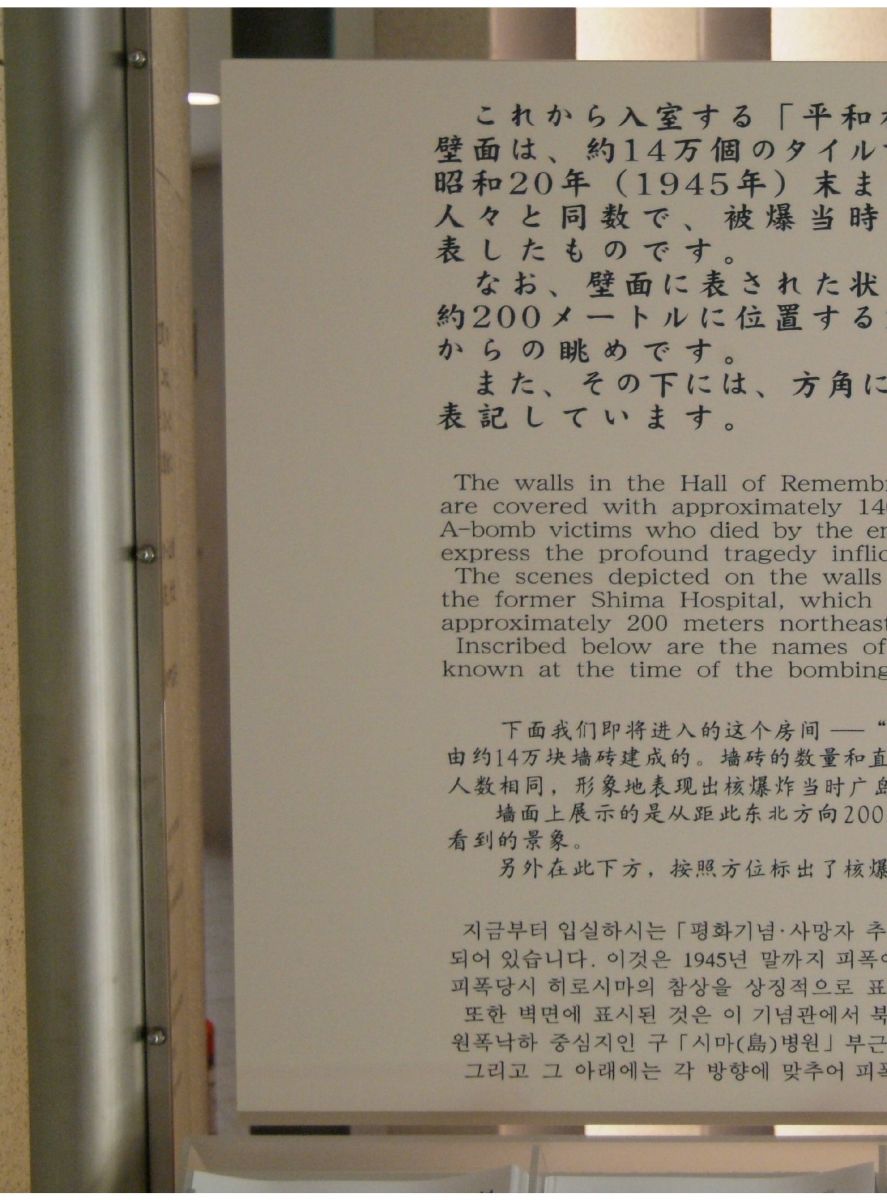 これから入室する「平和
壁面は、約14万個のタイル
昭和20年（1945年）末ま
人々と同数で、被爆当時
表したものです。
なお、壁面に表された状
約200メートルに位置する
からの眺めです。
また、その下には、方角に
表記しています。
The walls in the Hall of Remembr
are covered with approximately 14
A-bomb victims who died by the en
express the profound tragedy inflic
The scenes depicted on the walls
the former Shima Hospital, which
approximately 200 meters northeast
Inscribed below are the names of
known at the time of the bombing
下面我们即将进入的这个房间——“
由约14万块墙砖建成的。墙砖的数量和直
人数相同，形象地表现出核爆炸当时广岛
墙面上展示的是从距此东北方向200
看到的景象。
另外在此下方，按照方位标出了核爆
지금부터 입실하시는「평화기념·사망자 추
되어 있습니다. 이것은 1945년 말까지 피폭
피폭당시 히로시마의 참상을 상징적으로 표
또한 벽면에 표시된 것은 이 기념관에서 북
원폭낙하 중심지인 구「시마(島)병원」부근
그리고 그 아래에는 각 방향에 맞추어 피폭